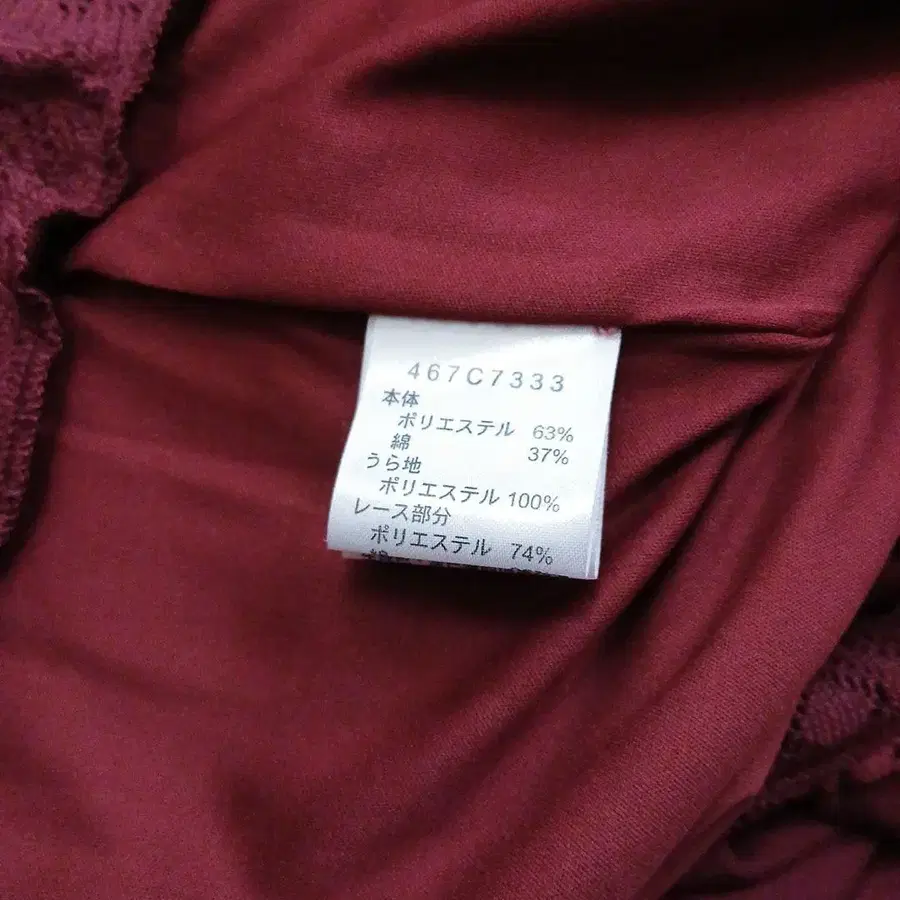 467C7333
本体
ポリエステル 63%
綿 37%
うら地
ポリエステル 100%
レース部分
ポリエステル 74%